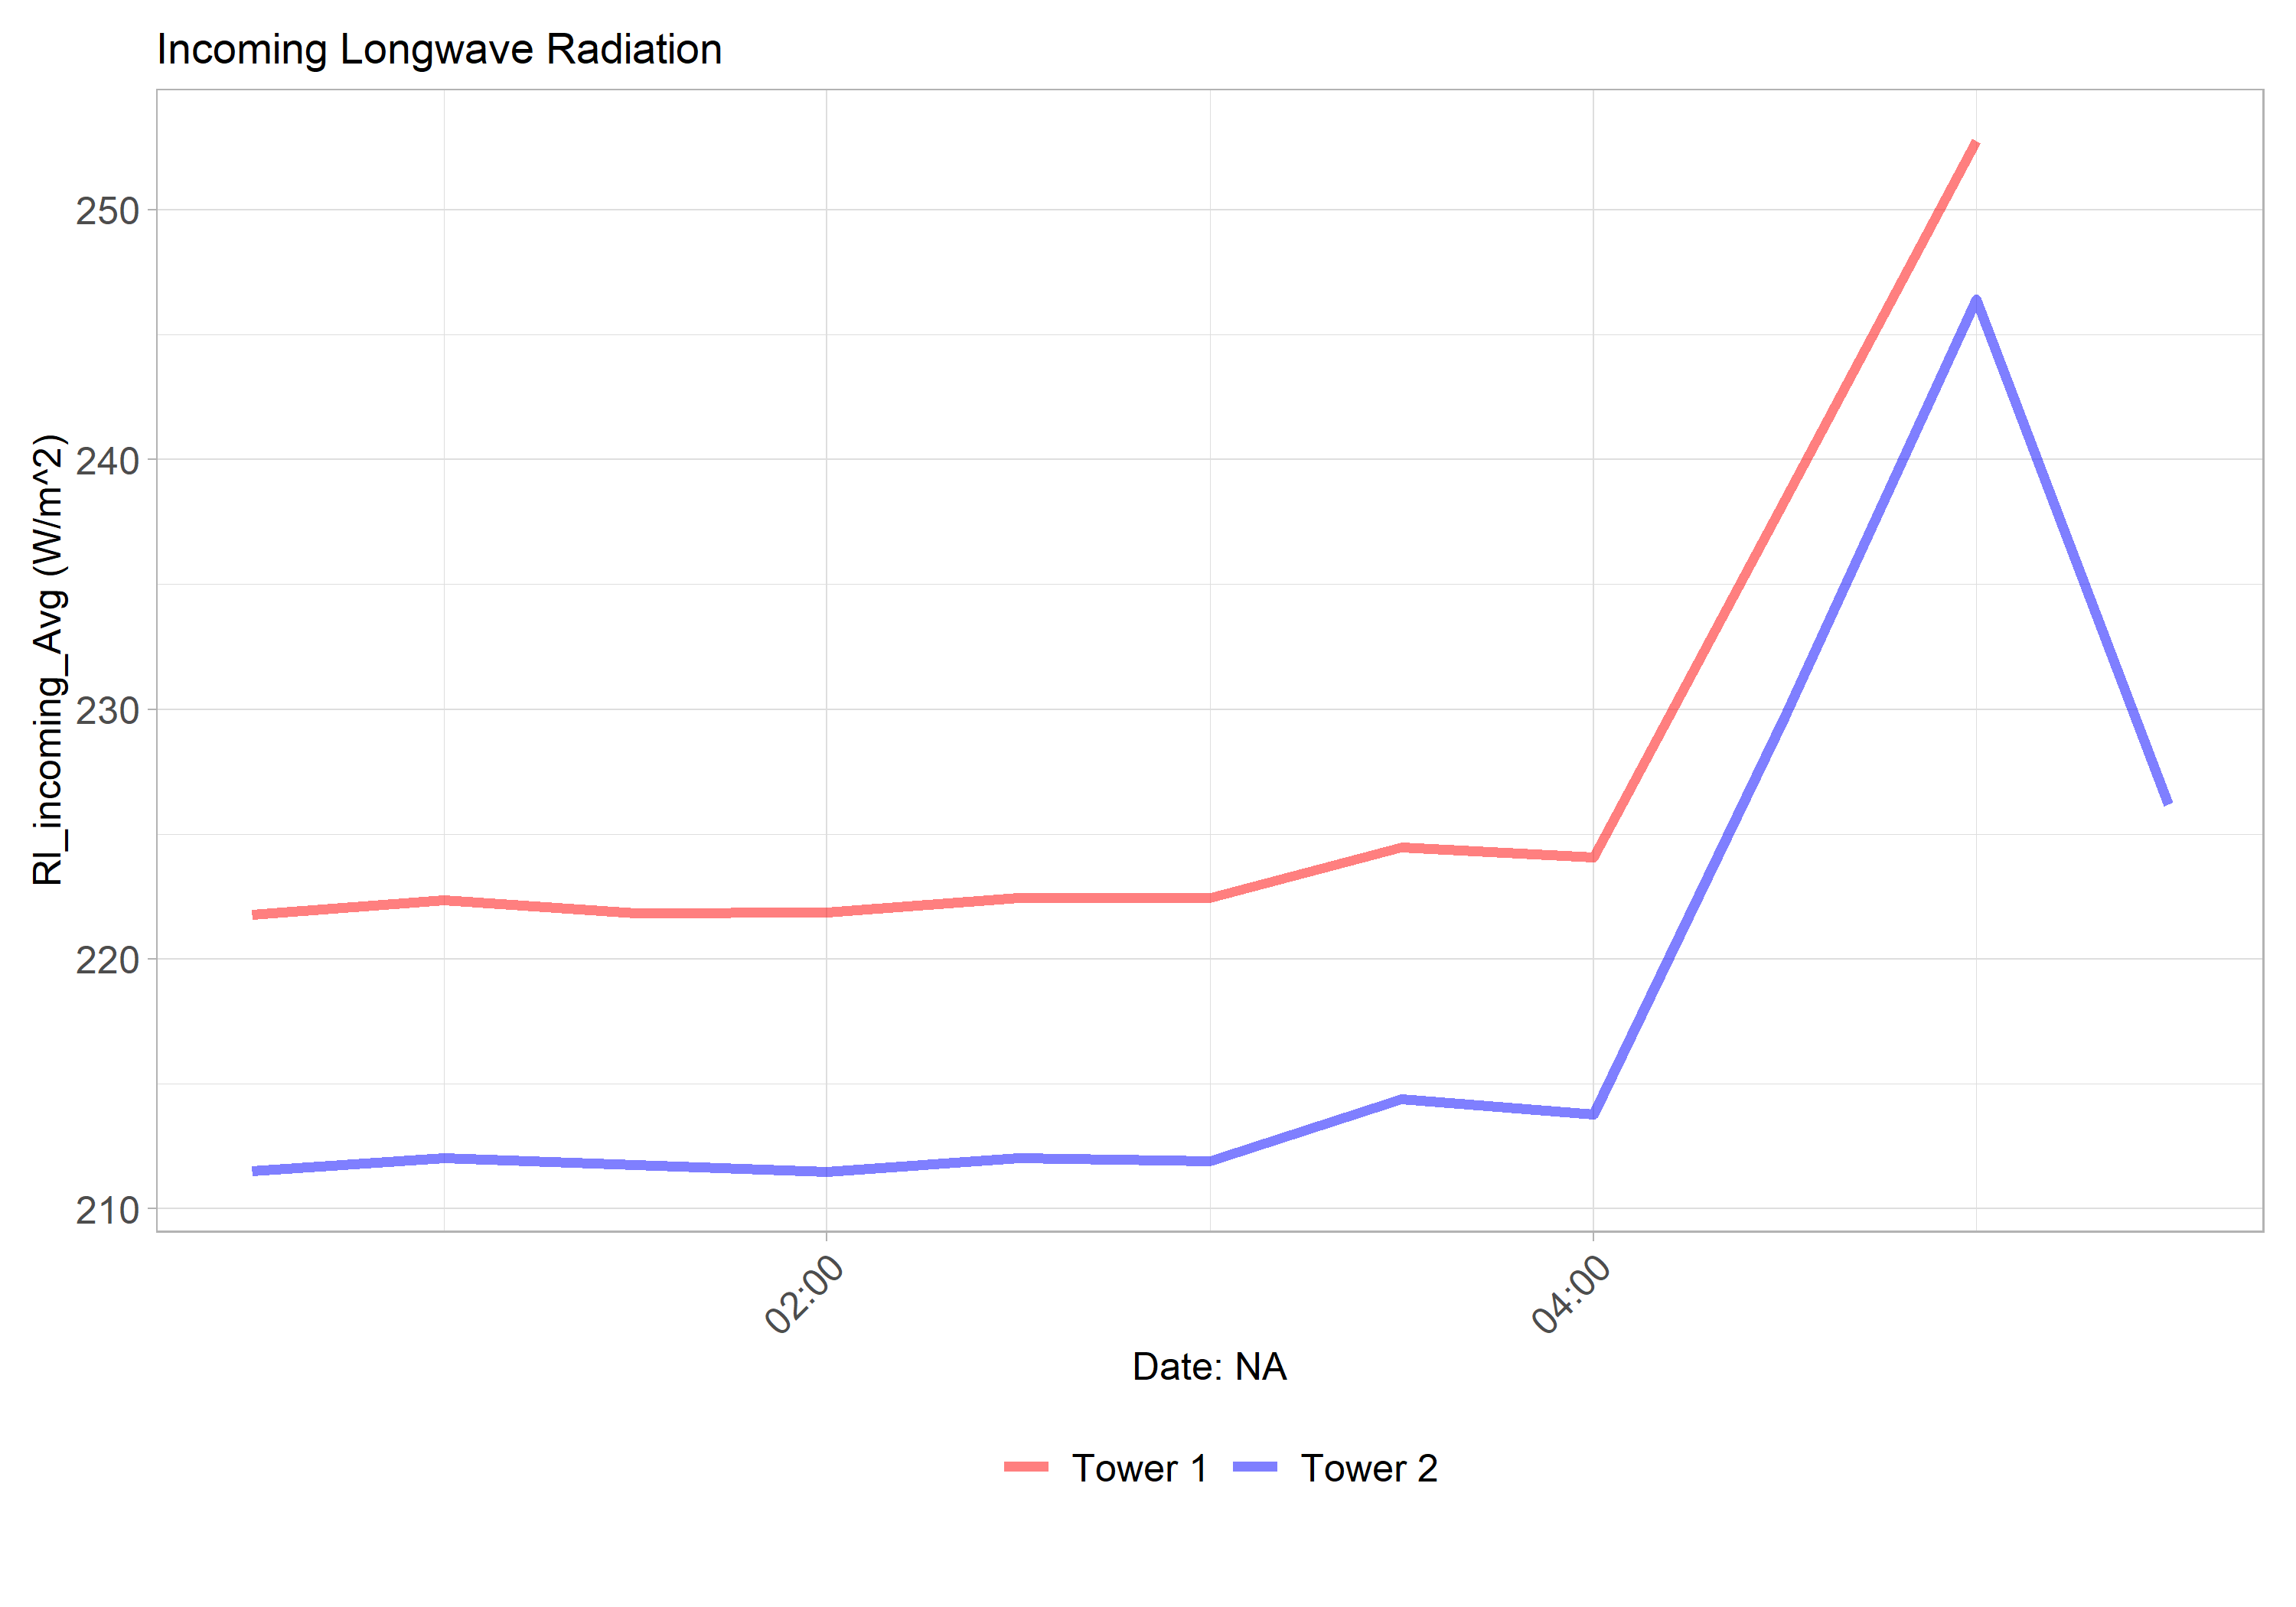 Incoming Longwave Radiation
Rl_incoming_Avg (W/m^2)
250
240
230
220
210
02:00
04:00
Date: NA
Tower 1
Tower 2